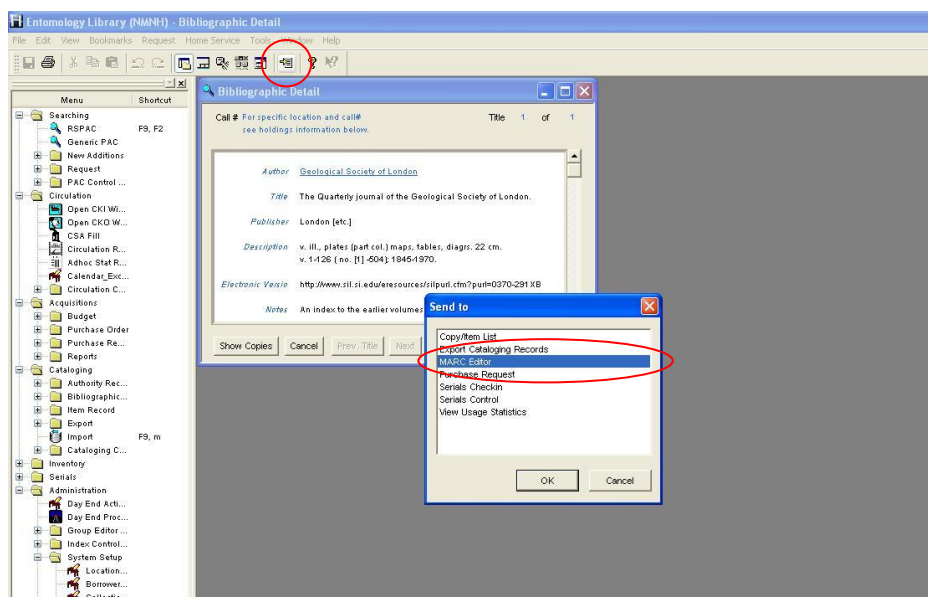 Entomology Library (NMNH) - Bibliographic Detail
File Edit View Bookmarks Request Home Service Tools Window Help
Menu Shortcut
Searching
RSPAC F9, F2
Generic PAC
New Additions
Request
PAC Control ...
Circulation
Open CKI Wi...
Open CKO W...
CSA Fill
Circulation R...
Adhoc Stat R...
Calendar_Exc...
Circulation C...
Acquisitions
Budget
Purchase Order
Purchase Re...
Reports
Cataloging
Authority Rec...
Bibliographic...
Item Record
Export
Import F9, m
Cataloging C...
Inventory
Serials
Administration
Day End Acti...
Day End Proc...
Group Editor ...
Index Control...
System Setup
Location...
Borrower...
Bibliographic Detail
Call # For specific location and call#
see holdings information below.
Title 1 of 1
Author Geological Society of London
Title The Quarterly journal of the Geological Society of London.
Publisher London [etc.]
Description v. ill., plates (part col.) maps, tables, diagrs. 22 cm.
v. 1-126 ( no. [1] -504); 1845-1970.
Electronic Versio http://www.sil.si.edu/eresources/silpurl.cfm?purl=0370-291XB
Notes An index to the earlier volumes
Show Copies Cancel Prev. Title Next
Send to
Copy/Item List
Export Cataloging Records
MARC Editor
Purchase Request
Serials Checkin
Serials Control
View Usage Statistics
OK Cancel